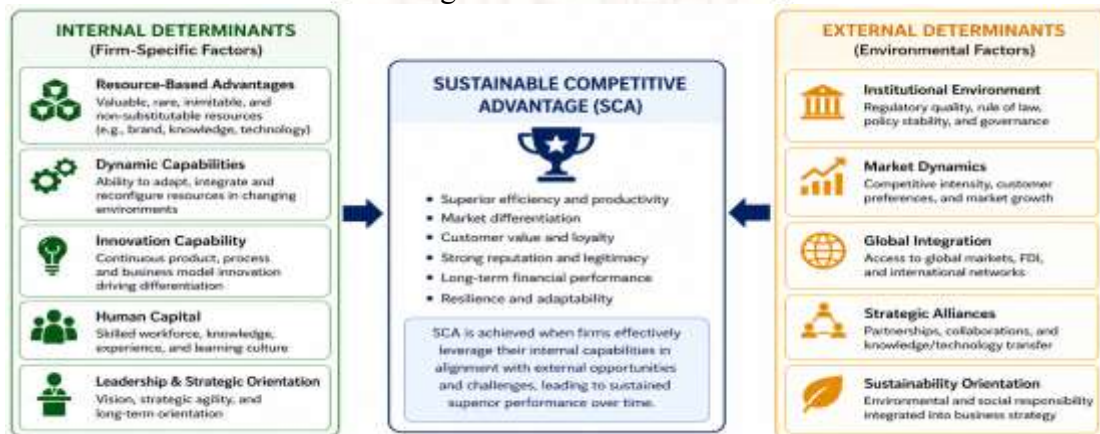 INTERNAL DETERMINANTS
(Firm-Specific Factors)
Resource-Based Advantages
Valuable, rare, inimitable, and
non-substitutable resources
(e.g., brand, knowledge, technology)
Dynamic Capabilities
Ability to adapt, integrate and
reconfigure resources in changing
environments
Innovation Capability
Continuous product, process
and business model innovation
driving differentiation
Human Capital
Skilled workforce, knowledge,
experience, and learning culture
Leadership & Strategic Orientation
Vision, strategic agility, and
long-term orientation
SUSTAINABLE COMPETITIVE
ADVANTAGE (SCA)
• Superior efficiency and productivity
• Market differentiation
• Customer value and loyalty
• Strong reputation and legitimacy
• Long-term financial performance
• Resilience and adaptability
SCA is achieved when firms effectively
leverage their internal capabilities in
alignment with external opportunities
and challenges, leading to sustained
superior performance over time.
EXTERNAL DETERMINANTS
(Environmental Factors)
Institutional Environment
Regulatory quality, rule of law,
policy stability, and governance
Market Dynamics
Competitive intensity, customer
preferences, and market growth
Global Integration
Access to global markets, FDI,
and international networks
Strategic Alliances
Partnerships, collaborations, and
knowledge/technology transfer
Sustainability Orientation
Environmental and social responsibility
integrated into business strategy